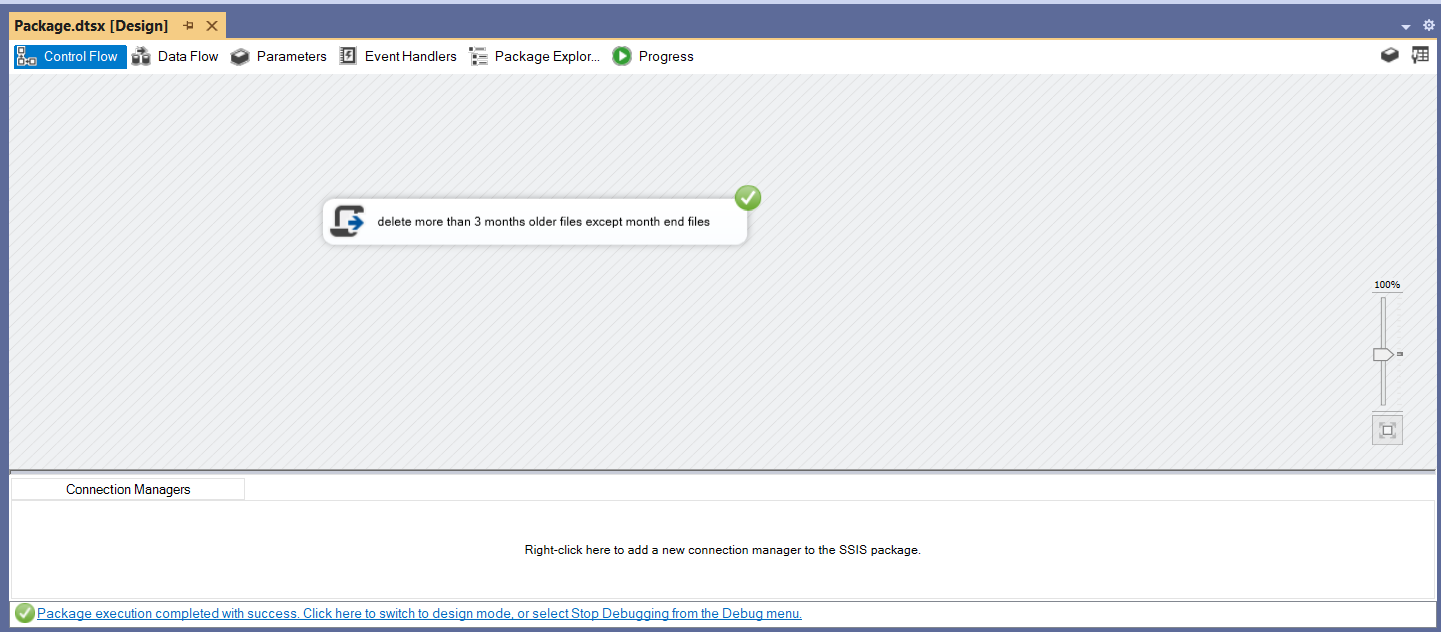 Package.dtsx [Design]
Control Flow Data Flow Parameters Event Handlers Package Explor... Progress
delete more than 3 months older files except month end files
100%
Connection Managers
Right-click here to add a new connection manager to the SSIS package.
Package execution completed with success. Click here to switch to design mode, or select Stop Debugging from the Debug menu.